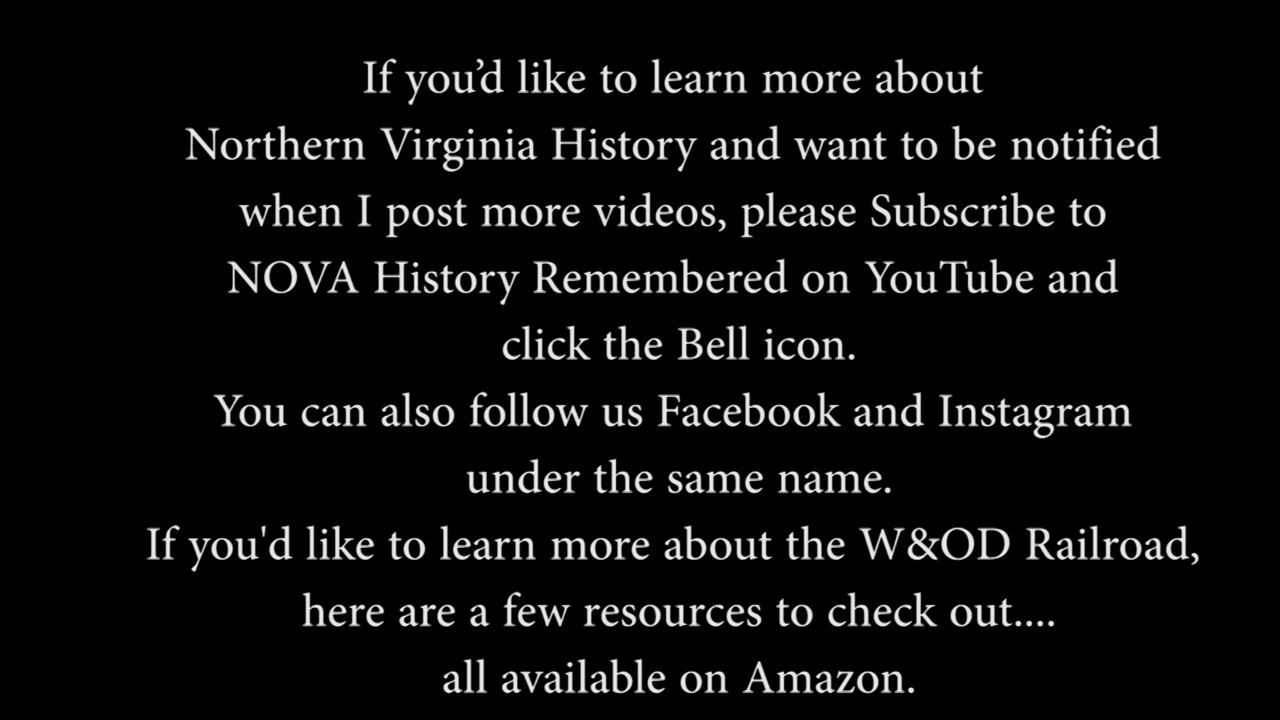 If you’d like to learn more about
Northern Virginia History and want to be notified
when I post more videos, please Subscribe to
NOVA History Remembered on YouTube and
click the Bell icon.
You can also follow us Facebook and Instagram
under the same name.
If you'd like to learn more about the W&OD Railroad,
here are a few resources to check out....
all available on Amazon.